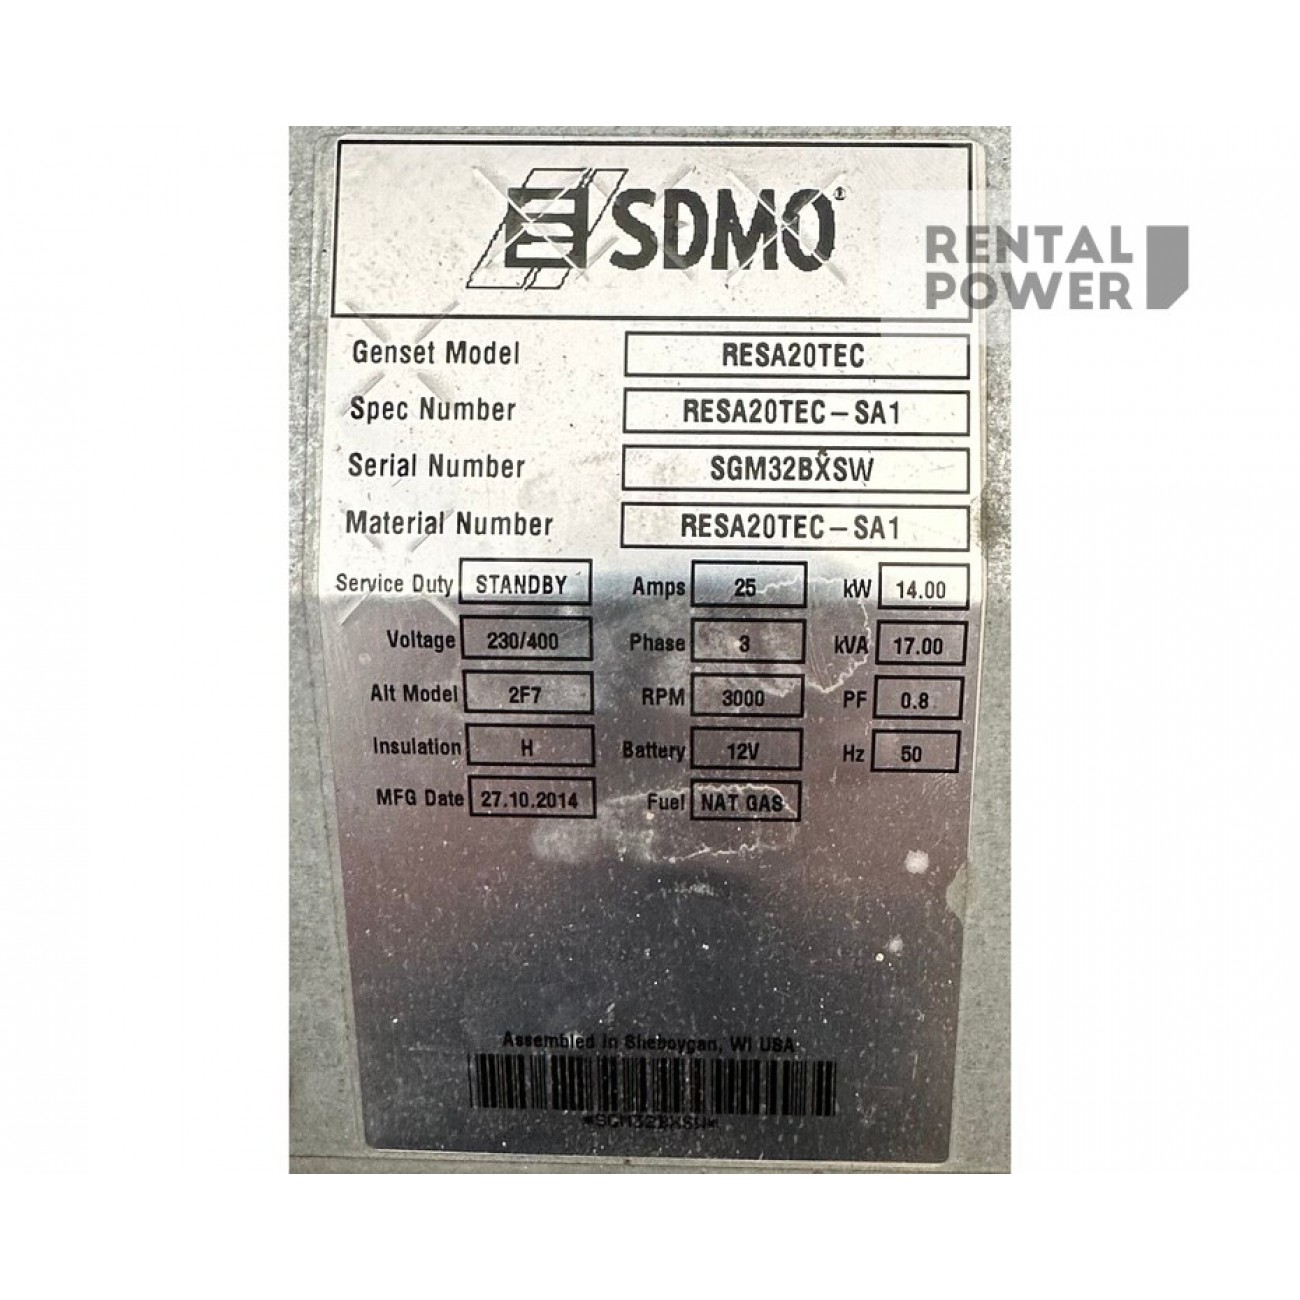 SDMO®
RENTAL
POWER
Genset Model RESA20TEC
Spec Number RESA20TEC-SA1
Serial Number SGM32BXSW
Material Number RESA20TEC-SA1
Service Duty STANDBY Amps 25 kW 14.00
Voltage 230/400 Phase 3 kVA 17.00
Alt Model 2F7 RPM 3000 PF 0.8
Insulation H Battery 12V Hz 50
MFG Date 27.10.2014 Fuel NAT GAS
Assembled in Sheboygan, WI USA
*SGM32BXSW*